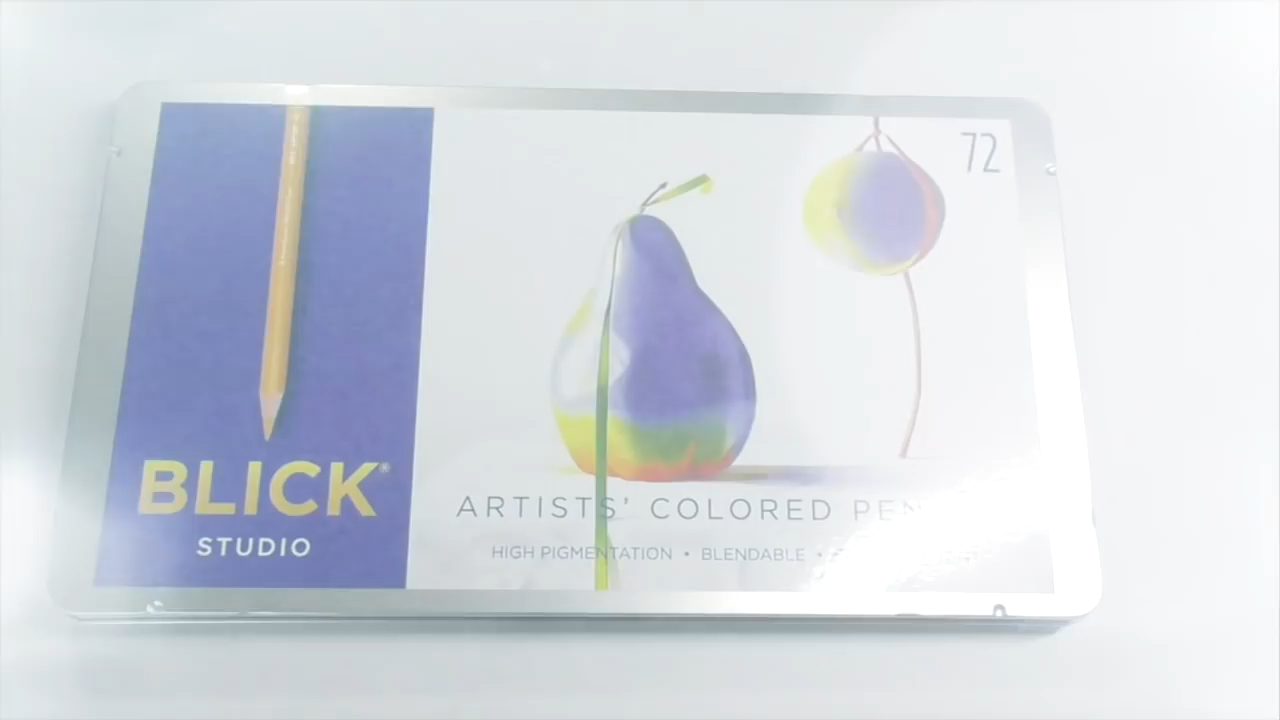 72
BLICK®
STUDIO
ARTISTS' COLORED
HIGH PIGMENTATION • BLENDABLE •